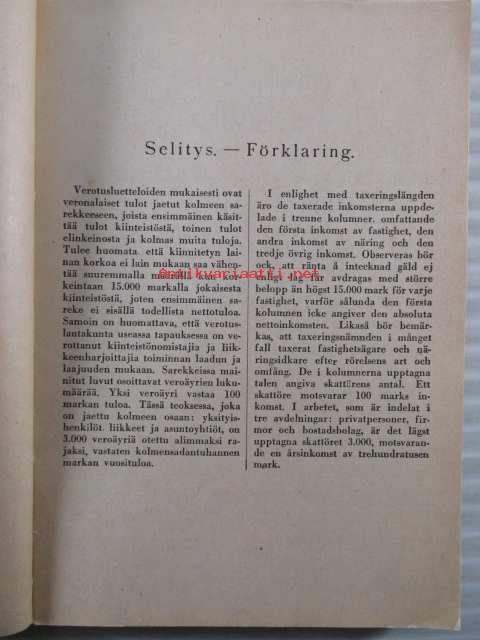 Selitys. — Förklaring.
Verotusluetteloiden mukaisesti ovat
veronalaiset tulot jaetut kolmeen sa-
rekkeeseen, joista ensimmäinen käsit-
tää tulot kiinteistöstä, toinen tulot
elinkeinosta ja kolmas muita tuloja.
Tulee huomata, että kiinnitetyn lai-
nan korkoa ei lain mukaan saa vähen-
tää suuremmalla määrällä kun kor-
keintaan 15.000 markalla jokaisesta
kiinteistöstä, joten ensimmäinen sa-
reke ei sisällä todellista nettotuloa.
Samoin on huomattava, että verotus-
lautakunta useassa tapauksessa on ve-
rottanut kiinteistönomistajia ja liik-
keenharjoittajia toiminnan laadun ja
laajuuden mukaan. Sarekkeissa mai-
nitut luvut osoittavat veroäyrien luku-
määrää. Yksi veroäyri vastaa 100
markan tuloa. Tässä teoksessa, joka
on jaettu kolmeen osaan: yksityis-
henkilöt liikkeet ja asuntoyhtiöt, on
3.000 veroäyriä otettu alimmaksi ra-
jaksi, vastaten kolmensadantuhannen
markan vuosituloa.
I enlighet med taxeringslängden
äro de taxerade inkomsterna uppde-
lade i trenne kolumner. omfattande
den första inkomst av fastighet, den
andra inkomst av näring och den
tredje övrig inkomst. Observeras bör
ock, att ränta å intecknad gäld ej
enligt lag får avdragas med större
belopp än högst 15.000 mark för varje
fastighet, varför sålunda den första
kolumnen icke angiver den absoluta
nettoinkomsten. Likaså bör bemär-
kas, att taxeringsnämnden i månget
fall taxerat fastighetsägare och nä-
ringsidkare efter rörelsens art och
omfång. De i kolumnerna upptagna
talen angiva skattörens antal. Ett
skattöre motsvarar 100 marks in-
komst. I arbetet, som är indelat i
tre avdelningar: privatpersoner, fir-
mor och bostadsbolag, är det lägst
upptagna skattöret 3.000, motsvaran-
de en årsinkomst av trehundratusen
mark.
antikvariaatti.net